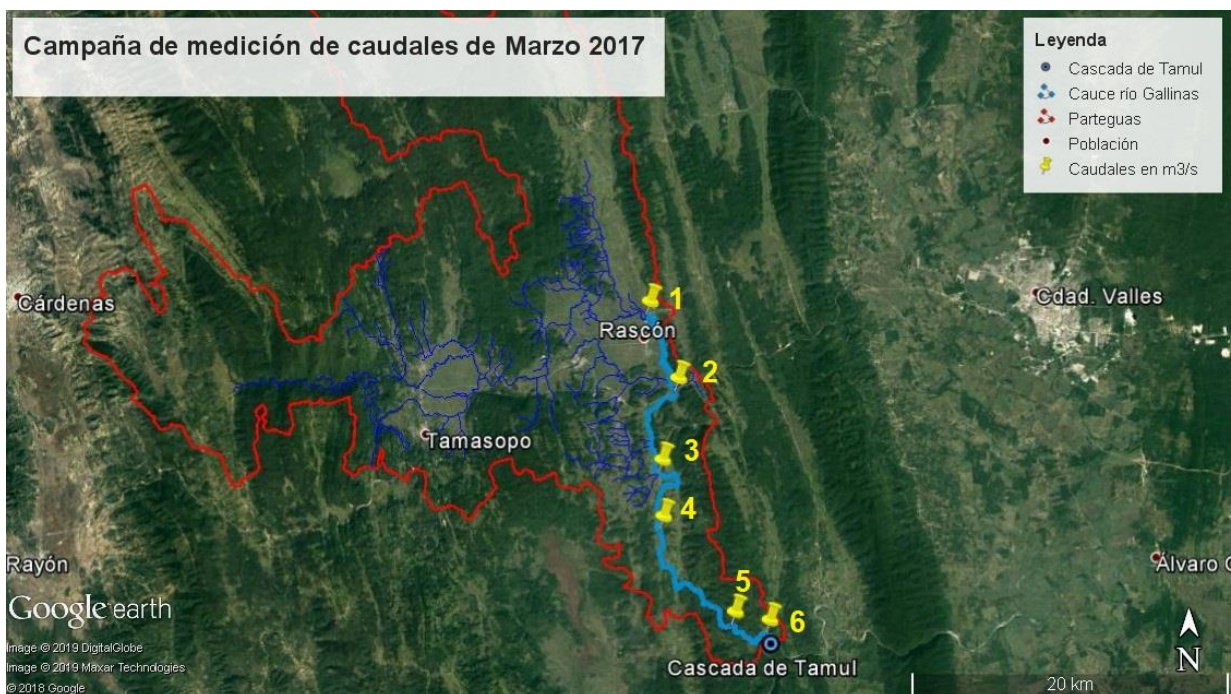 Campaña de medición de caudales de Marzo 2017
Leyenda
Cascada de Tamul
Cauce río Gallinas
Parteguas
Población
Caudales en m3/s
1
Cárdenas
Rascón
Cdad. Valles
2
Tamasopo
3
4
Rayón
Álvaro
5
6
Google earth
Cascada de Tamul
Image © 2019 DigitalGlobe
Image © 2019 Maxar Technologies
© 2018 Google
20 km
N